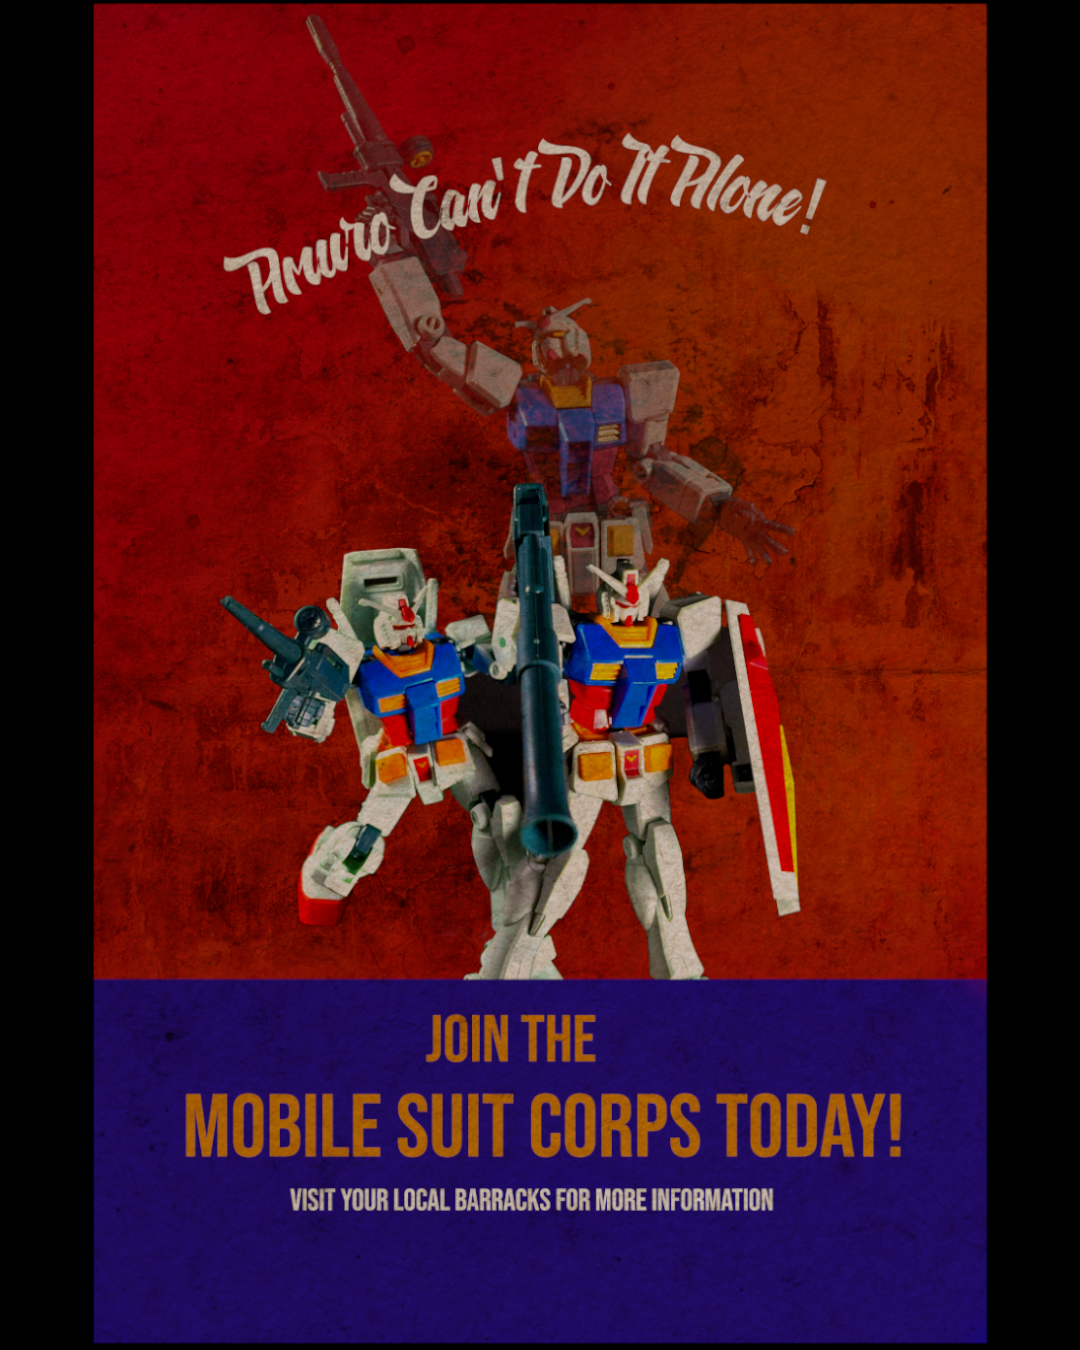 Amuro Can't Do It Alone!
JOIN THE
MOBILE SUIT CORPS TODAY!
VISIT YOUR LOCAL BARRACKS FOR MORE INFORMATION